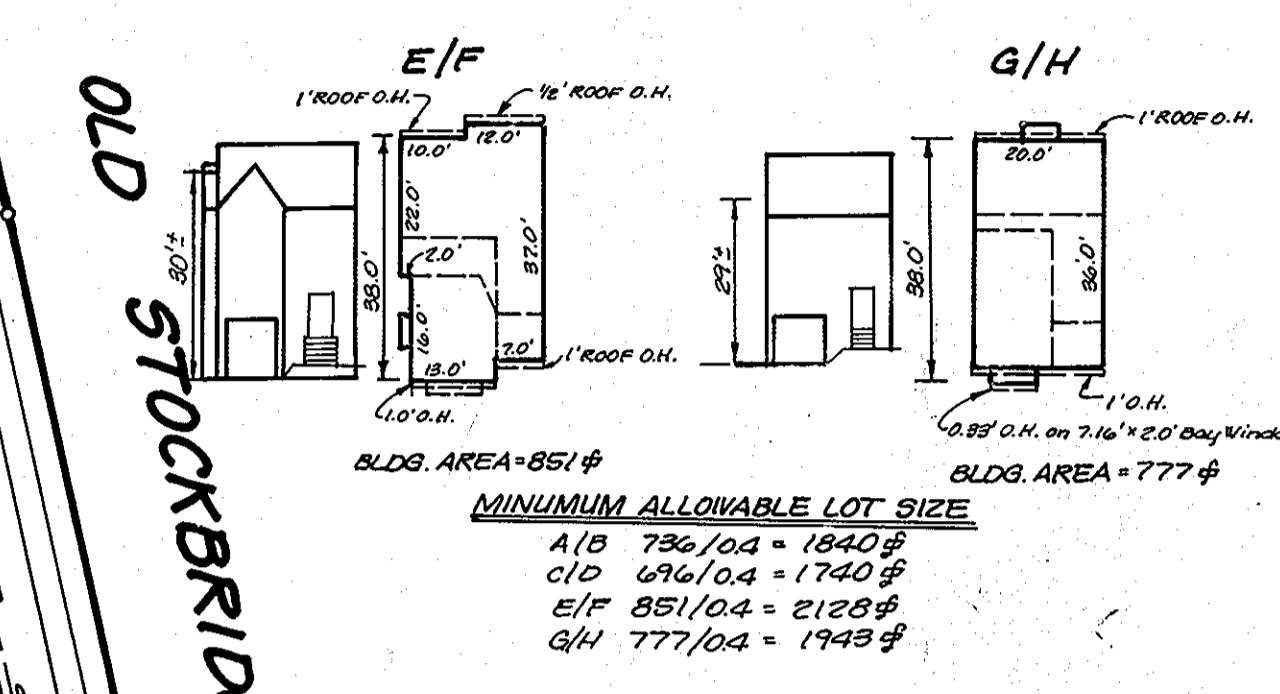 OLD STOCKBRID
E/F
1' ROOF O.H.
1/2' ROOF O.H.
10.0'
12.0'
22.0'
37.0'
2.0'
30'±
38.0'
16.0'
13.0'
7.0'
1' ROOF O.H.
1.0' O.H.
BLDG. AREA = 851 ⌗
G/H
1' ROOF O.H.
20.0'
29'±
38.0'
36.0'
1' O.H.
0.33' O.H. on 7.16' x 2.0' Bay Wind
BLDG. AREA = 777 ⌗
MINUMUM ALLOWABLE LOT SIZE
A/B 736/0.4 = 1840 ⌗
C/D 696/0.4 = 1740 ⌗
E/F 851/0.4 = 2128 ⌗
G/H 777/0.4 = 1943 ⌗